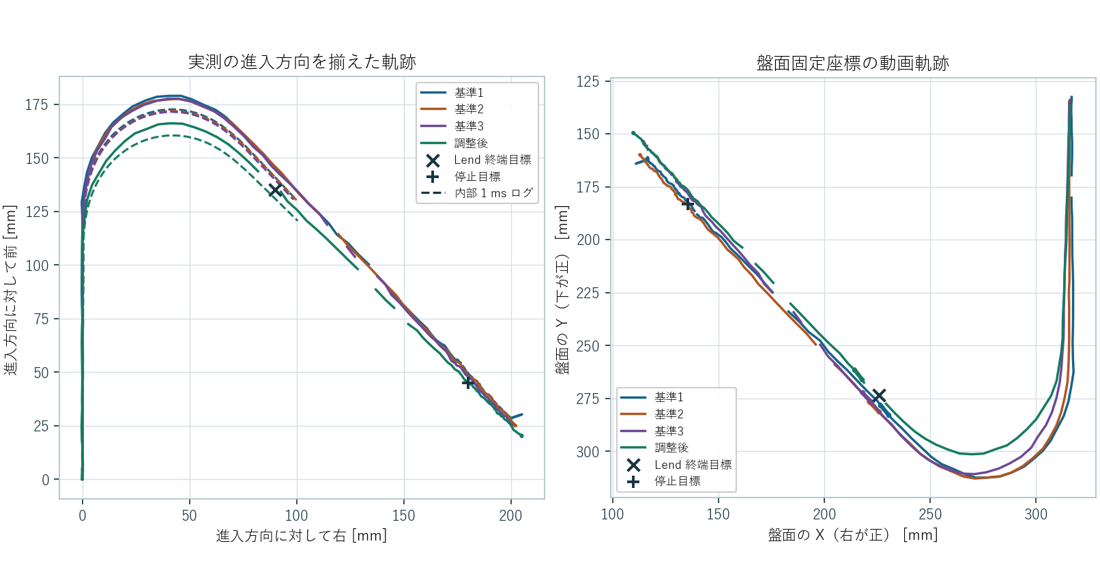 実測の進入方向を揃えた軌跡
進入方向に対して前 [mm]
175
150
125
100
75
50
25
0
0
50
100
150
200
進入方向に対して右 [mm]
基準1
基準2
基準3
調整後
Lend 終端目標
停止目標
内部 1 ms ログ
盤面固定座標の動画軌跡
盤面の Y（下が正） [mm]
125
150
175
200
225
250
275
300
100
150
200
250
300
盤面の X（右が正） [mm]
基準1
基準2
基準3
調整後
Lend 終端目標
停止目標